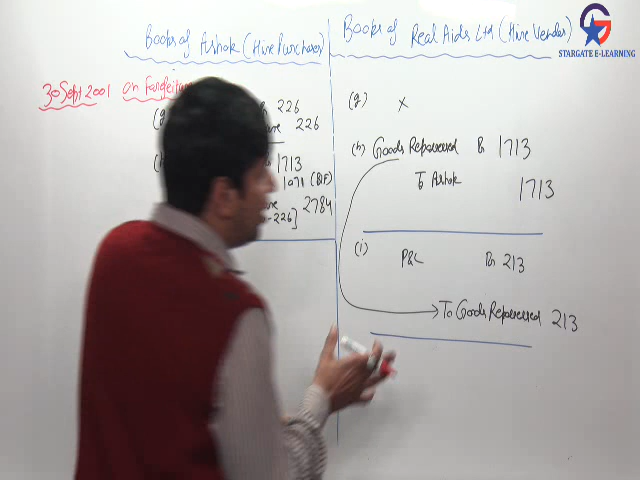 Books of Ashok (Hire Purchaser)
30 Sept 2001 on Forfeiture
226
226
1713
1071 (BF)
2784
-226]
Books of Real Aids Ltd (Hire Vendor)
(g) X
(h) Goods Repossessed Dr 1713
To Ashok 1713
(i) P&L Dr 213
To Goods Repossessed 213
G
STARGATE E-LEARNING